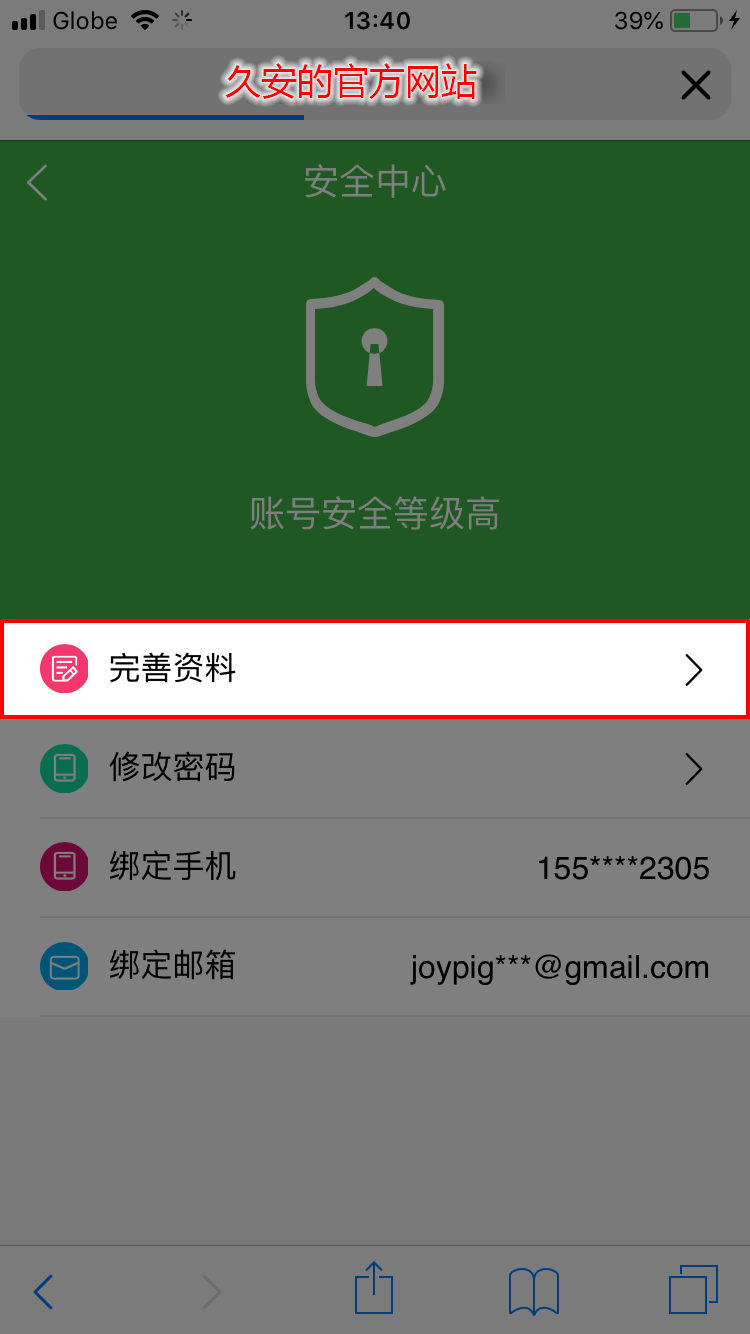 Globe 13:40 39%
久安的官方网站
安全中心
账号安全等级高
完善资料
修改密码
绑定手机 155****2305
绑定邮箱 joypig***@gmail.com